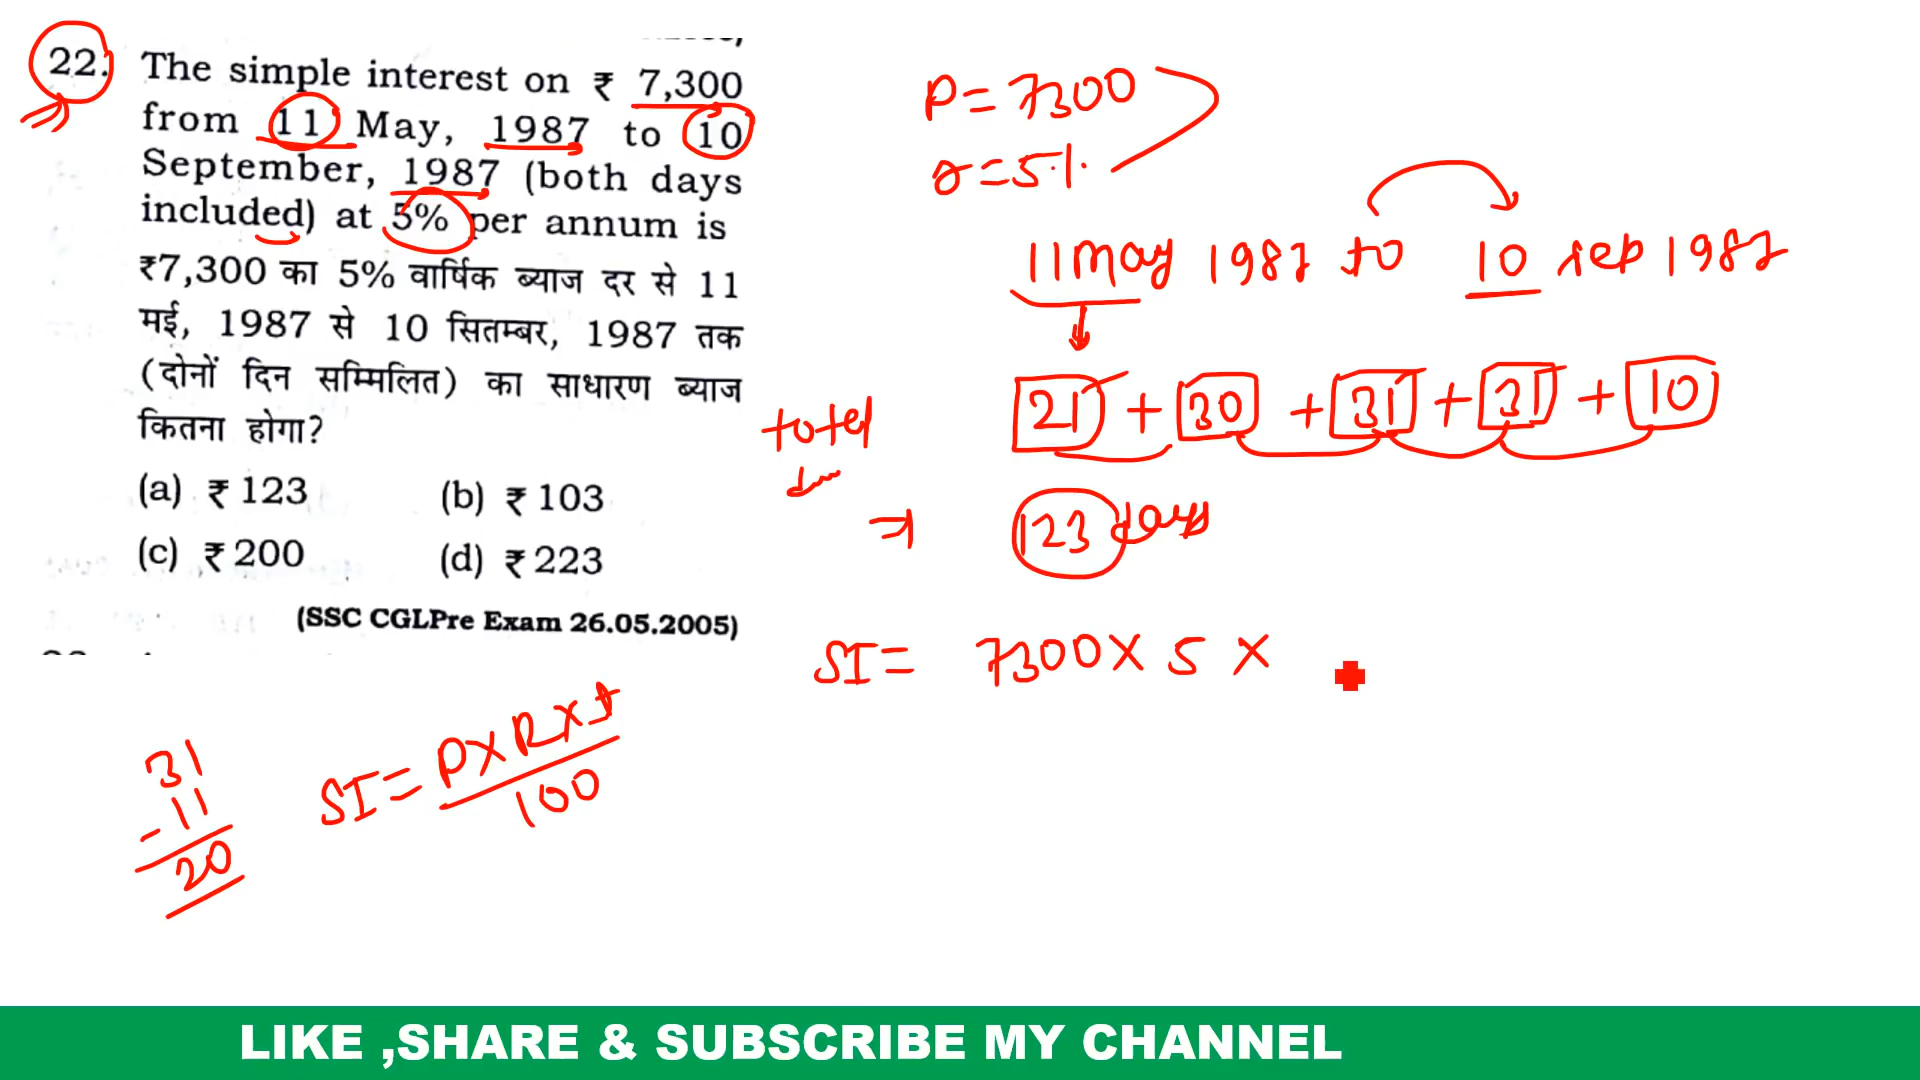 22. The simple interest on ₹ 7,300
from 11 May, 1987 to 10
September, 1987 (both days
included) at 5% per annum is
₹7,300 का 5% वार्षिक ब्याज दर से 11
मई, 1987 से 10 सितम्बर, 1987 तक
(दोनों दिन सम्मिलित) का साधारण ब्याज
कितना होगा?
(a) ₹ 123 (b) ₹ 103
(c) ₹ 200 (d) ₹ 223
(SSC CGLPre Exam 26.05.2005)
P = 7300
r = 5%
11 may 1987 to 10 sep 1987
21 + 30 + 31 + 31 + 10
totel
⇒ 123 days
SI = 7300 × 5 ×
SI = P × R × t
100
31
- 11
20
LIKE ,SHARE & SUBSCRIBE MY CHANNEL